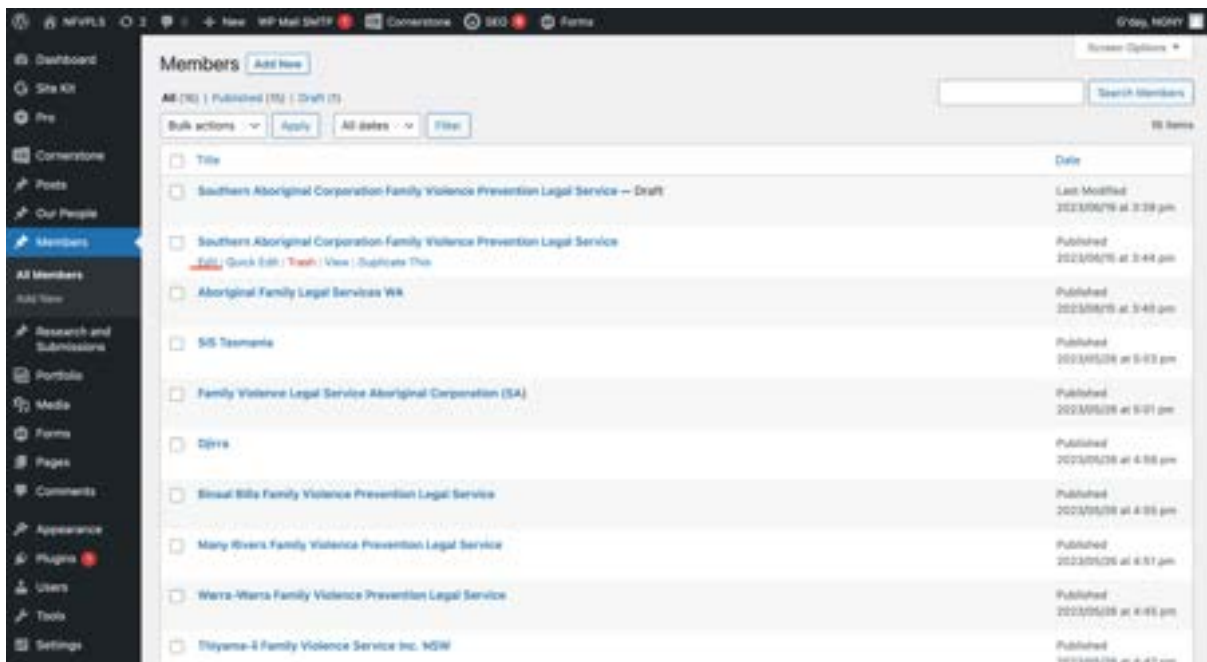 NFVPLS 2 New WP Mail SMTP Cornerstone SEO Forms
G'day, NGNY
Screen Options
Dashboard
Site Kit
Pro
Cornerstone
Posts
Our People
Members
All Members
Add New
Research and
Submissions
Portfolio
Media
Forms
Pages
Comments
Appearance
Plugins
Users
Tools
Settings
Members Add New
All (16) | Published (15) | Draft (1)
Search Members
Bulk actions Apply All dates Filter
16 items
Title Date
Southern Aboriginal Corporation Family Violence Prevention Legal Service — Draft
Last Modified
2023/06/19 at 3:39 pm
Southern Aboriginal Corporation Family Violence Prevention Legal Service
Edit | Quick Edit | Trash | View | Duplicate This
Published
2023/06/15 at 3:44 pm
Aboriginal Family Legal Services WA
Published
2023/06/15 at 3:40 pm
SIS Tasmania
Published
2023/05/26 at 5:03 pm
Family Violence Legal Service Aboriginal Corporation (SA)
Published
2023/05/26 at 5:01 pm
Djirra
Published
2023/05/26 at 4:58 pm
Binaal Billa Family Violence Prevention Legal Service
Published
2023/05/26 at 4:55 pm
Many Rivers Family Violence Prevention Legal Service
Published
2023/05/26 at 4:51 pm
Warra-Warra Family Violence Prevention Legal Service
Published
2023/05/26 at 4:45 pm
Thiyama-li Family Violence Service Inc. NSW
Published